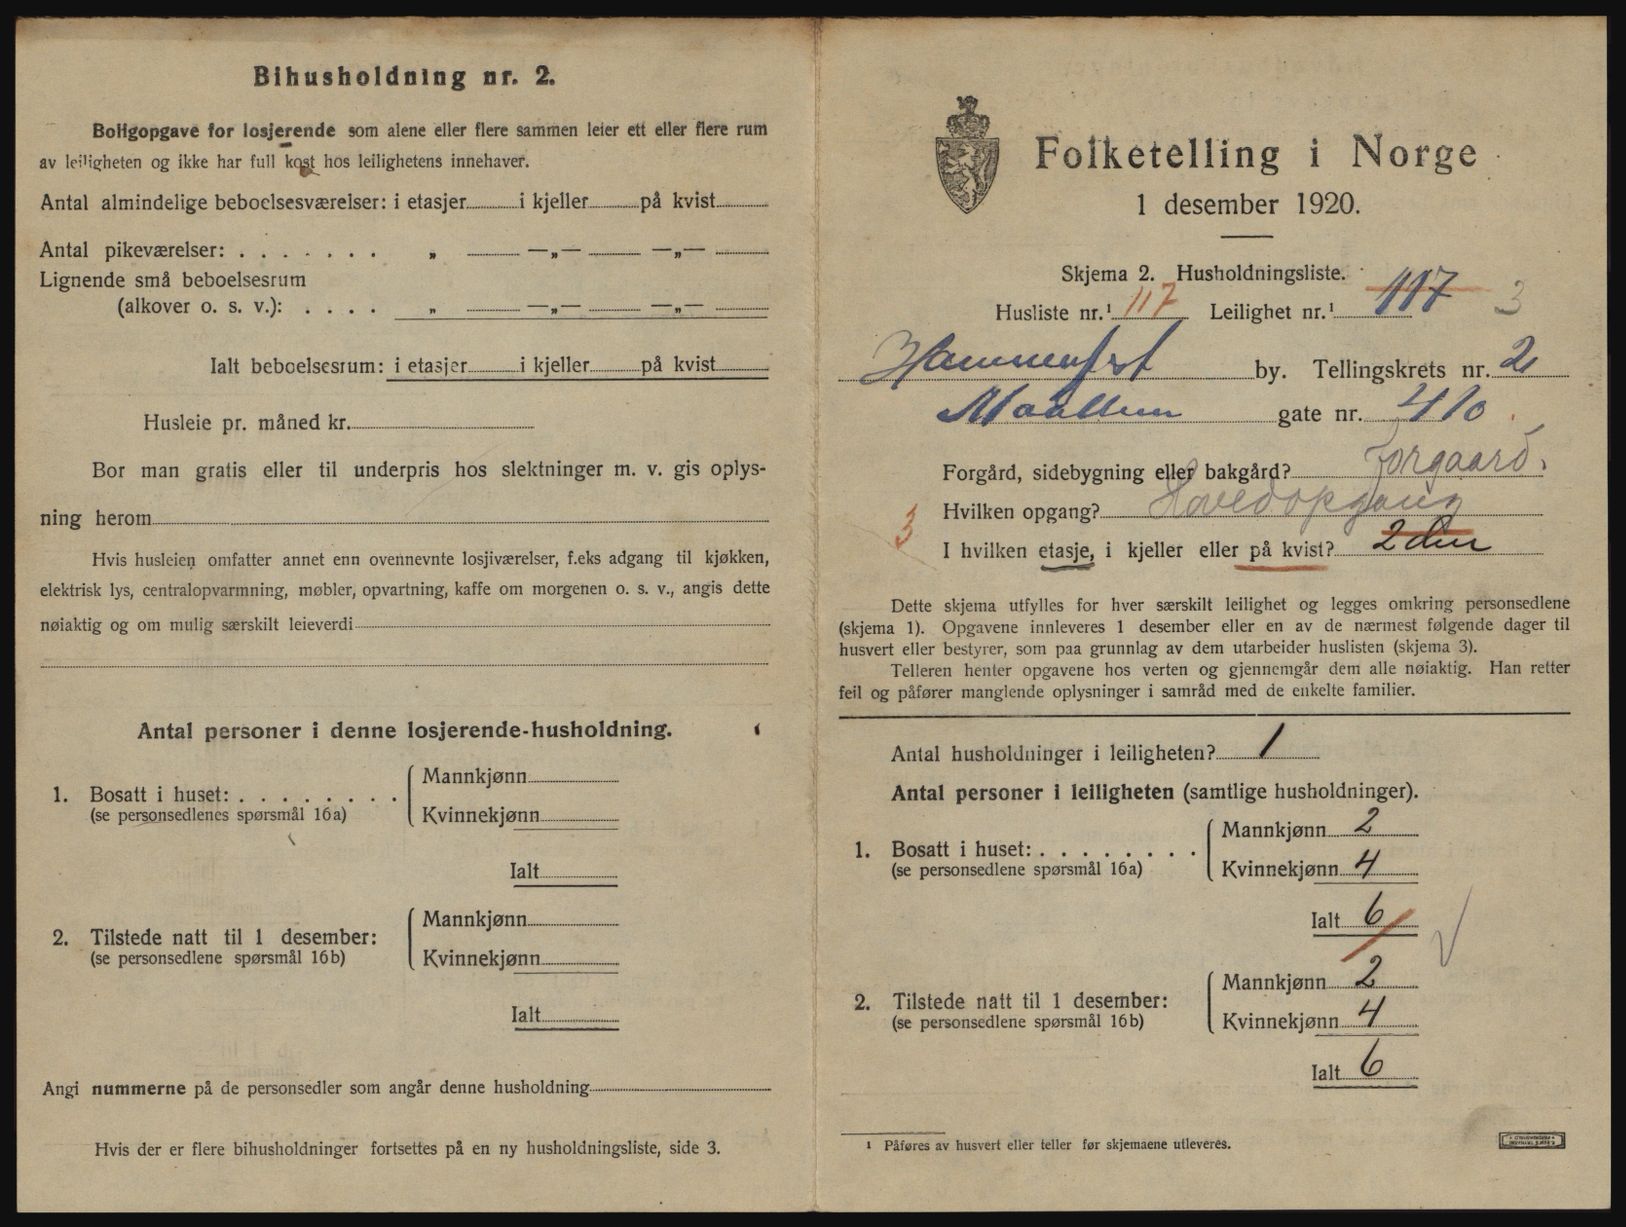 Bihusholdning nr. 2.
Boligopgave for losjerende som alene eller flere sammen leier ett eller flere rum
av leiligheten og ikke har full kost hos leilighetens innehaver.
Antal almindelige beboelsesværelser: i etasjer i kjeller på kvist
Antal pikeværelser: . . . . . . . „ —„— —„—
Lignende små beboelsesrum
(alkover o. s. v.): . . . . „ —„— —„—
Ialt beboelsesrum: i etasjer i kjeller på kvist
Husleie pr. måned kr.
Bor man gratis eller til underpris hos slektninger m. v. gis oplys-
ning herom
Hvis husleien omfatter annet enn ovennevnte losjiværelser, f.eks adgang til kjøkken,
elektrisk lys, centralopvarmning, møbler, opvartning, kaffe om morgenen o. s. v., angis dette
nøiaktig og om mulig særskilt leieverdi
Antal personer i denne losjerende-husholdning.
1. Bosatt i huset: . . . . . . . .
(se personsedlenes spørsmål 16a)
Mannkjønn
Kvinnekjønn
Ialt
2. Tilstede natt til 1 desember:
(se personsedlene spørsmål 16b)
Mannkjønn
Kvinnekjønn
Ialt
Angi nummerne på de personsedler som angår denne husholdning
Hvis der er flere bihusholdninger fortsettes på en ny husholdningsliste, side 3.
Folketelling i Norge
1 desember 1920.
Skjema 2. Husholdningsliste.
Husliste nr.¹ 117 Leilighet nr.¹ 117 3
Hammerfest by. Tellingskrets nr. 2
gate nr. 410
Forgård, sidebygning eller bakgård? Forgaard.
Hvilken opgang? Hovedopgang
3 I hvilken etasje, i kjeller eller på kvist? 2den
Dette skjema utfylles for hver særskilt leilighet og legges omkring personsedlene
(skjema 1). Opgavene innleveres 1 desember eller en av de nærmest følgende dager til
husvert eller bestyrer, som paa grunnlag av dem utarbeider huslisten (skjema 3).
Telleren henter opgavene hos verten og gjennemgår dem alle nøiaktig. Han retter
feil og påfører manglende oplysninger i samråd med de enkelte familier.
Antal husholdninger i leiligheten? 1
Antal personer i leiligheten (samtlige husholdninger).
1. Bosatt i huset: . . . . . . . .
(se personsedlene spørsmål 16a)
Mannkjønn 2
Kvinnekjønn 4
Ialt 6
2. Tilstede natt til 1 desember:
(se personsedlene spørsmål 16b)
Mannkjønn 2
Kvinnekjønn 4
Ialt 6
¹ Påføres av husvert eller teller før skjemaene utleveres.